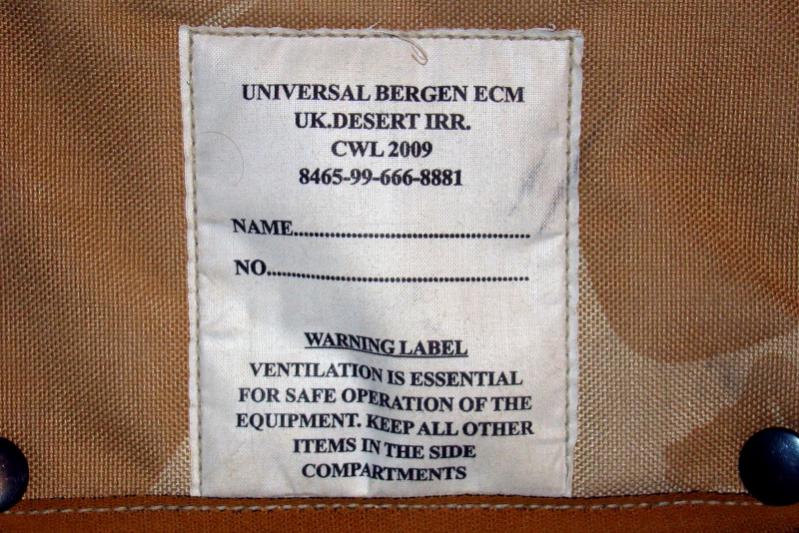 UNIVERSAL BERGEN ECM
UK.DESERT IRR.
CWL 2009
8465-99-666-8881
NAME..........................................
NO................................................
WARNING LABEL
VENTILATION IS ESSENTIAL
FOR SAFE OPERATION OF THE
EQUIPMENT. KEEP ALL OTHER
ITEMS IN THE SIDE
COMPARTMENTS